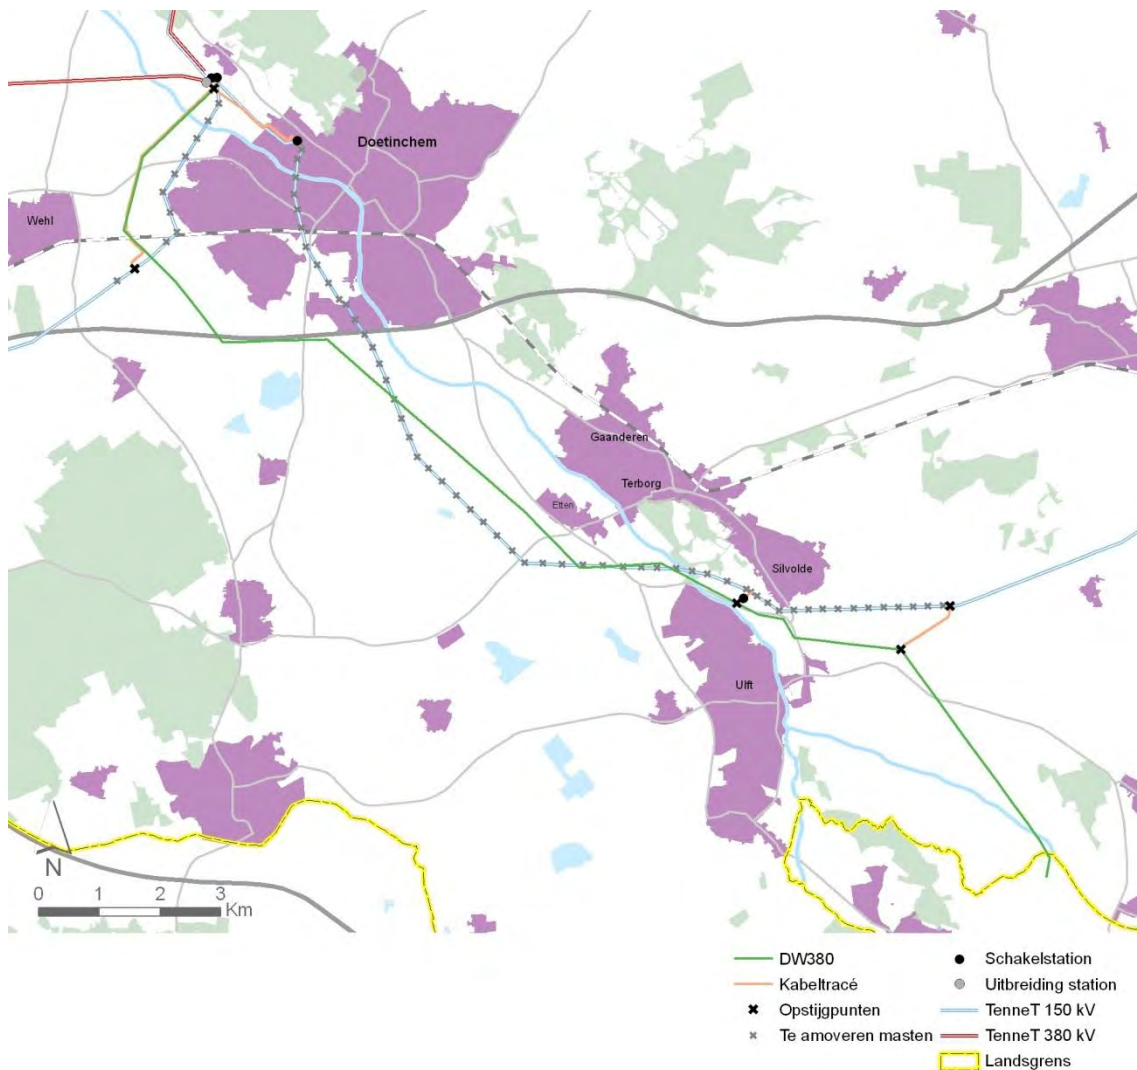 Doetinchem
Wehl
Gaanderen
Terborg
Etten
Silvolde
Ulft
N
0 1 2 3
Km
DW380
Kabeltracé
Opstijgpunten
Te amoveren masten
Schakelstation
Uitbreiding station
TenneT 150 kV
TenneT 380 kV
Landsgrens